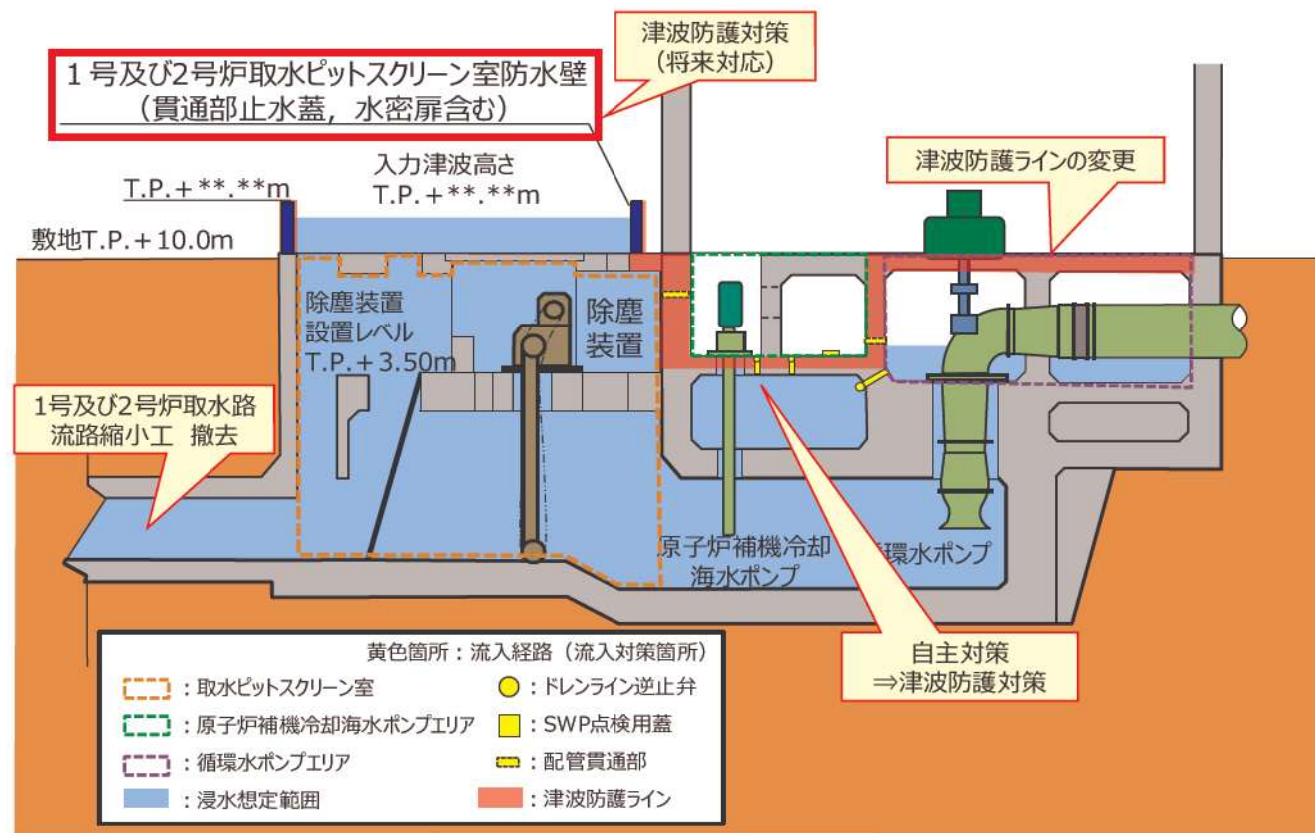 津波防護対策
(将来対応)
1号及び2号炉取水ピットスクリーン室防水壁
(貫通部止水蓋，水密扉含む)
入力津波高さ
T.P.+**.**m
T.P.+**.**m
津波防護ラインの変更
敷地T.P.+10.0m
除塵装置
設置レベル
T.P.+3.50m
除塵
装置
1号及び2号炉取水路
流路縮小工 撤去
原子炉補機冷却
海水ポンプ
環水ポンプ
自主対策
⇒津波防護対策
黄色箇所：流入経路（流入対策箇所）
：取水ピットスクリーン室
：ドレンライン逆止弁
：原子炉補機冷却海水ポンプエリア
：SWP点検用蓋
：循環水ポンプエリア
：配管貫通部
：浸水想定範囲
：津波防護ライン